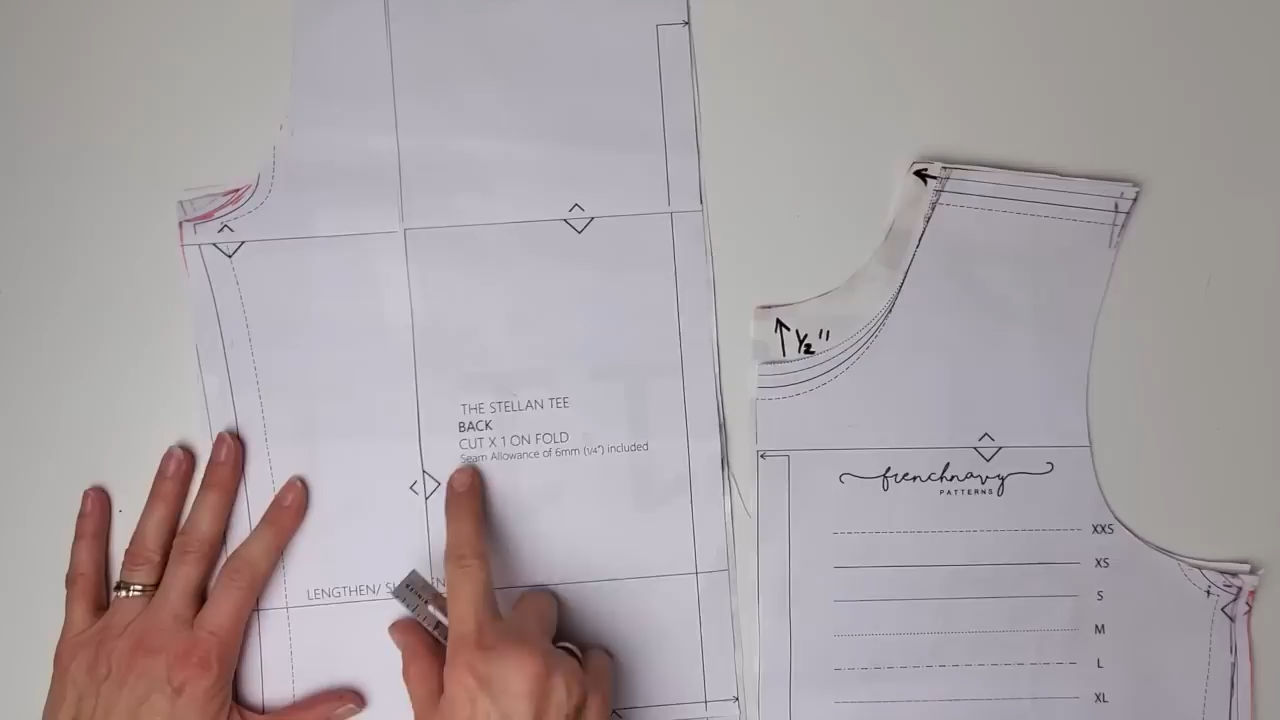 THE STELLAN TEE
BACK
CUT X 1 ON FOLD
Seam Allowance of 6mm (1/4") included
LENGTHEN/
1/2"
frenchnavy
PATTERNS
XXS
XS
S
M
L
XL